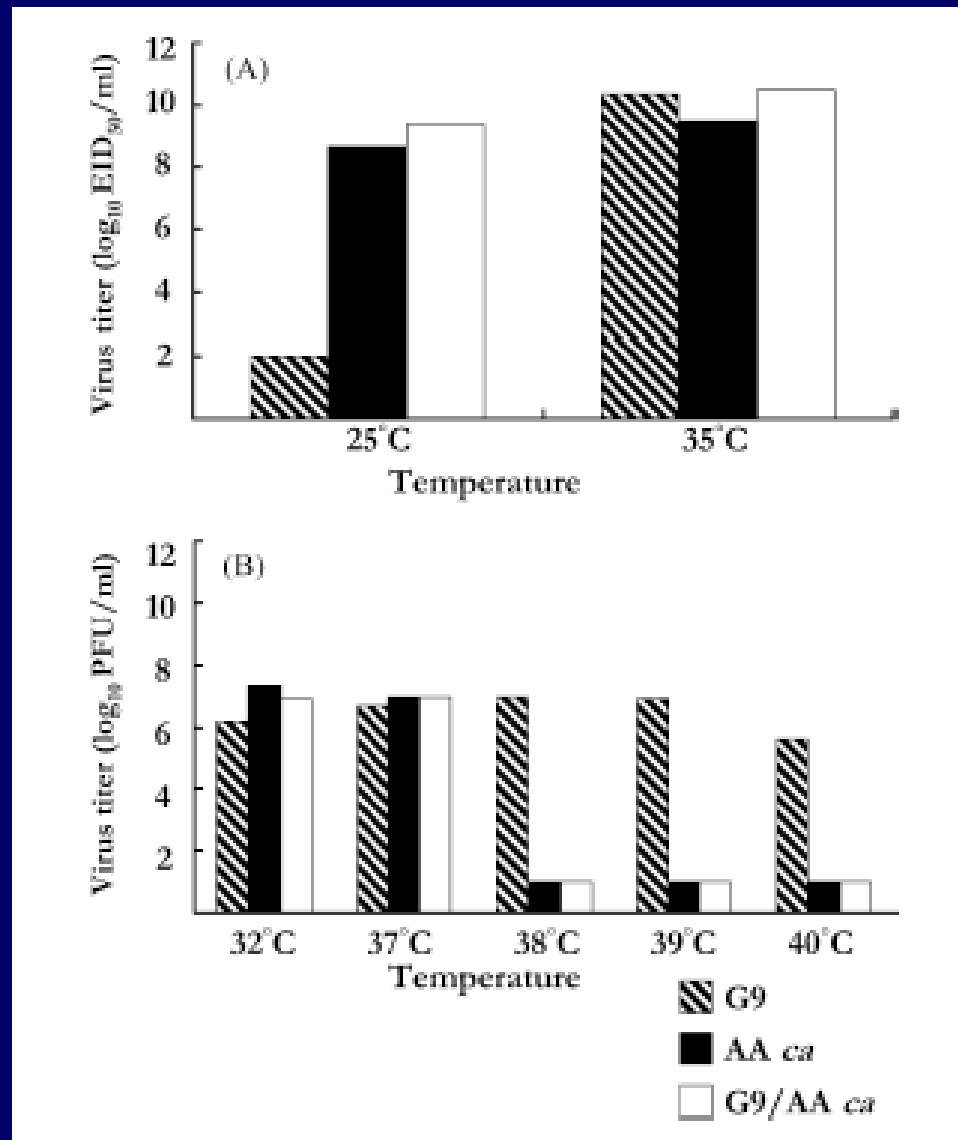 (A)
Virus titer (log₁₀ EID₅₀/ml)
12
10
8
6
4
2
25°C
35°C
Temperature
(B)
Virus titer (log₁₀ PFU/ml)
12
10
8
6
4
2
32°C
37°C
38°C
39°C
40°C
Temperature
G9
AA ca
G9/AA ca